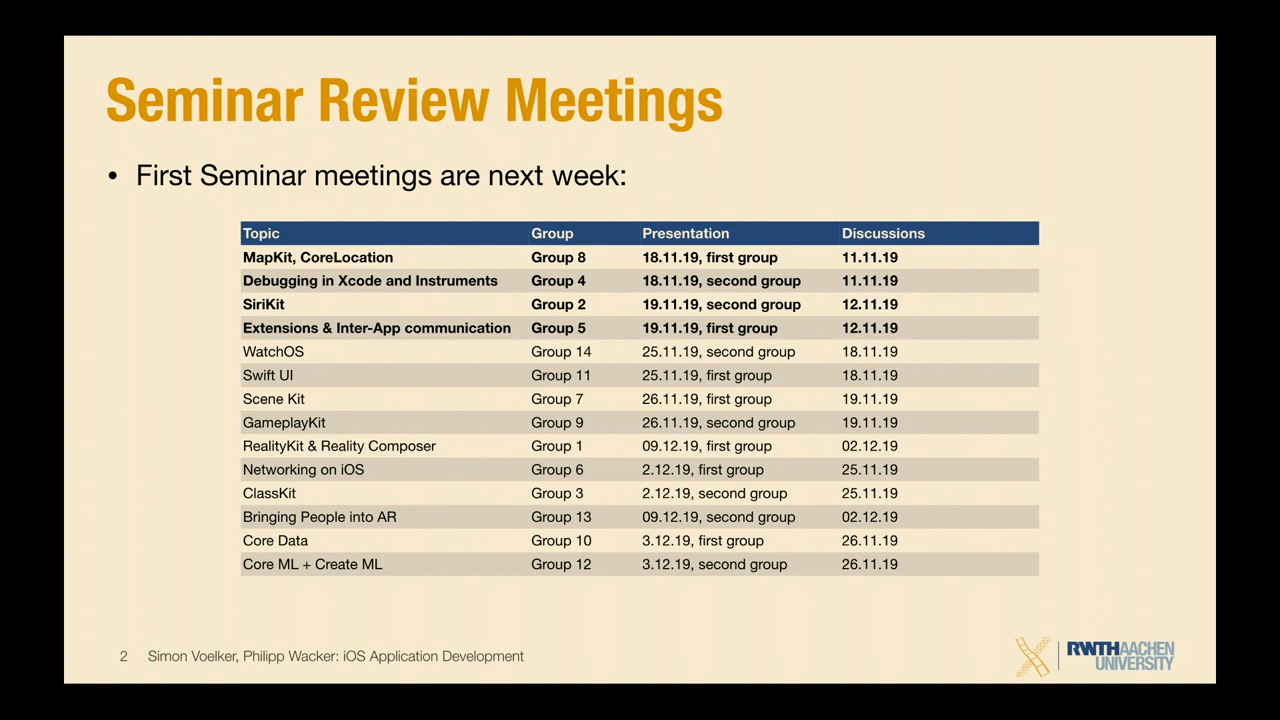 Seminar Review Meetings
• First Seminar meetings are next week:
Topic Group Presentation Discussions
MapKit, CoreLocation Group 8 18.11.19, first group 11.11.19
Debugging in Xcode and Instruments Group 4 18.11.19, second group 11.11.19
SiriKit Group 2 19.11.19, second group 12.11.19
Extensions & Inter-App communication Group 5 19.11.19, first group 12.11.19
WatchOS Group 14 25.11.19, second group 18.11.19
Swift UI Group 11 25.11.19, first group 18.11.19
Scene Kit Group 7 26.11.19, first group 19.11.19
GameplayKit Group 9 26.11.19, second group 19.11.19
RealityKit & Reality Composer Group 1 09.12.19, first group 02.12.19
Networking on iOS Group 6 2.12.19, first group 25.11.19
ClassKit Group 3 2.12.19, second group 25.11.19
Bringing People into AR Group 13 09.12.19, second group 02.12.19
Core Data Group 10 3.12.19, first group 26.11.19
Core ML + Create ML Group 12 3.12.19, second group 26.11.19
2 Simon Voelker, Philipp Wacker: iOS Application Development
RWTHAACHEN
UNIVERSITY